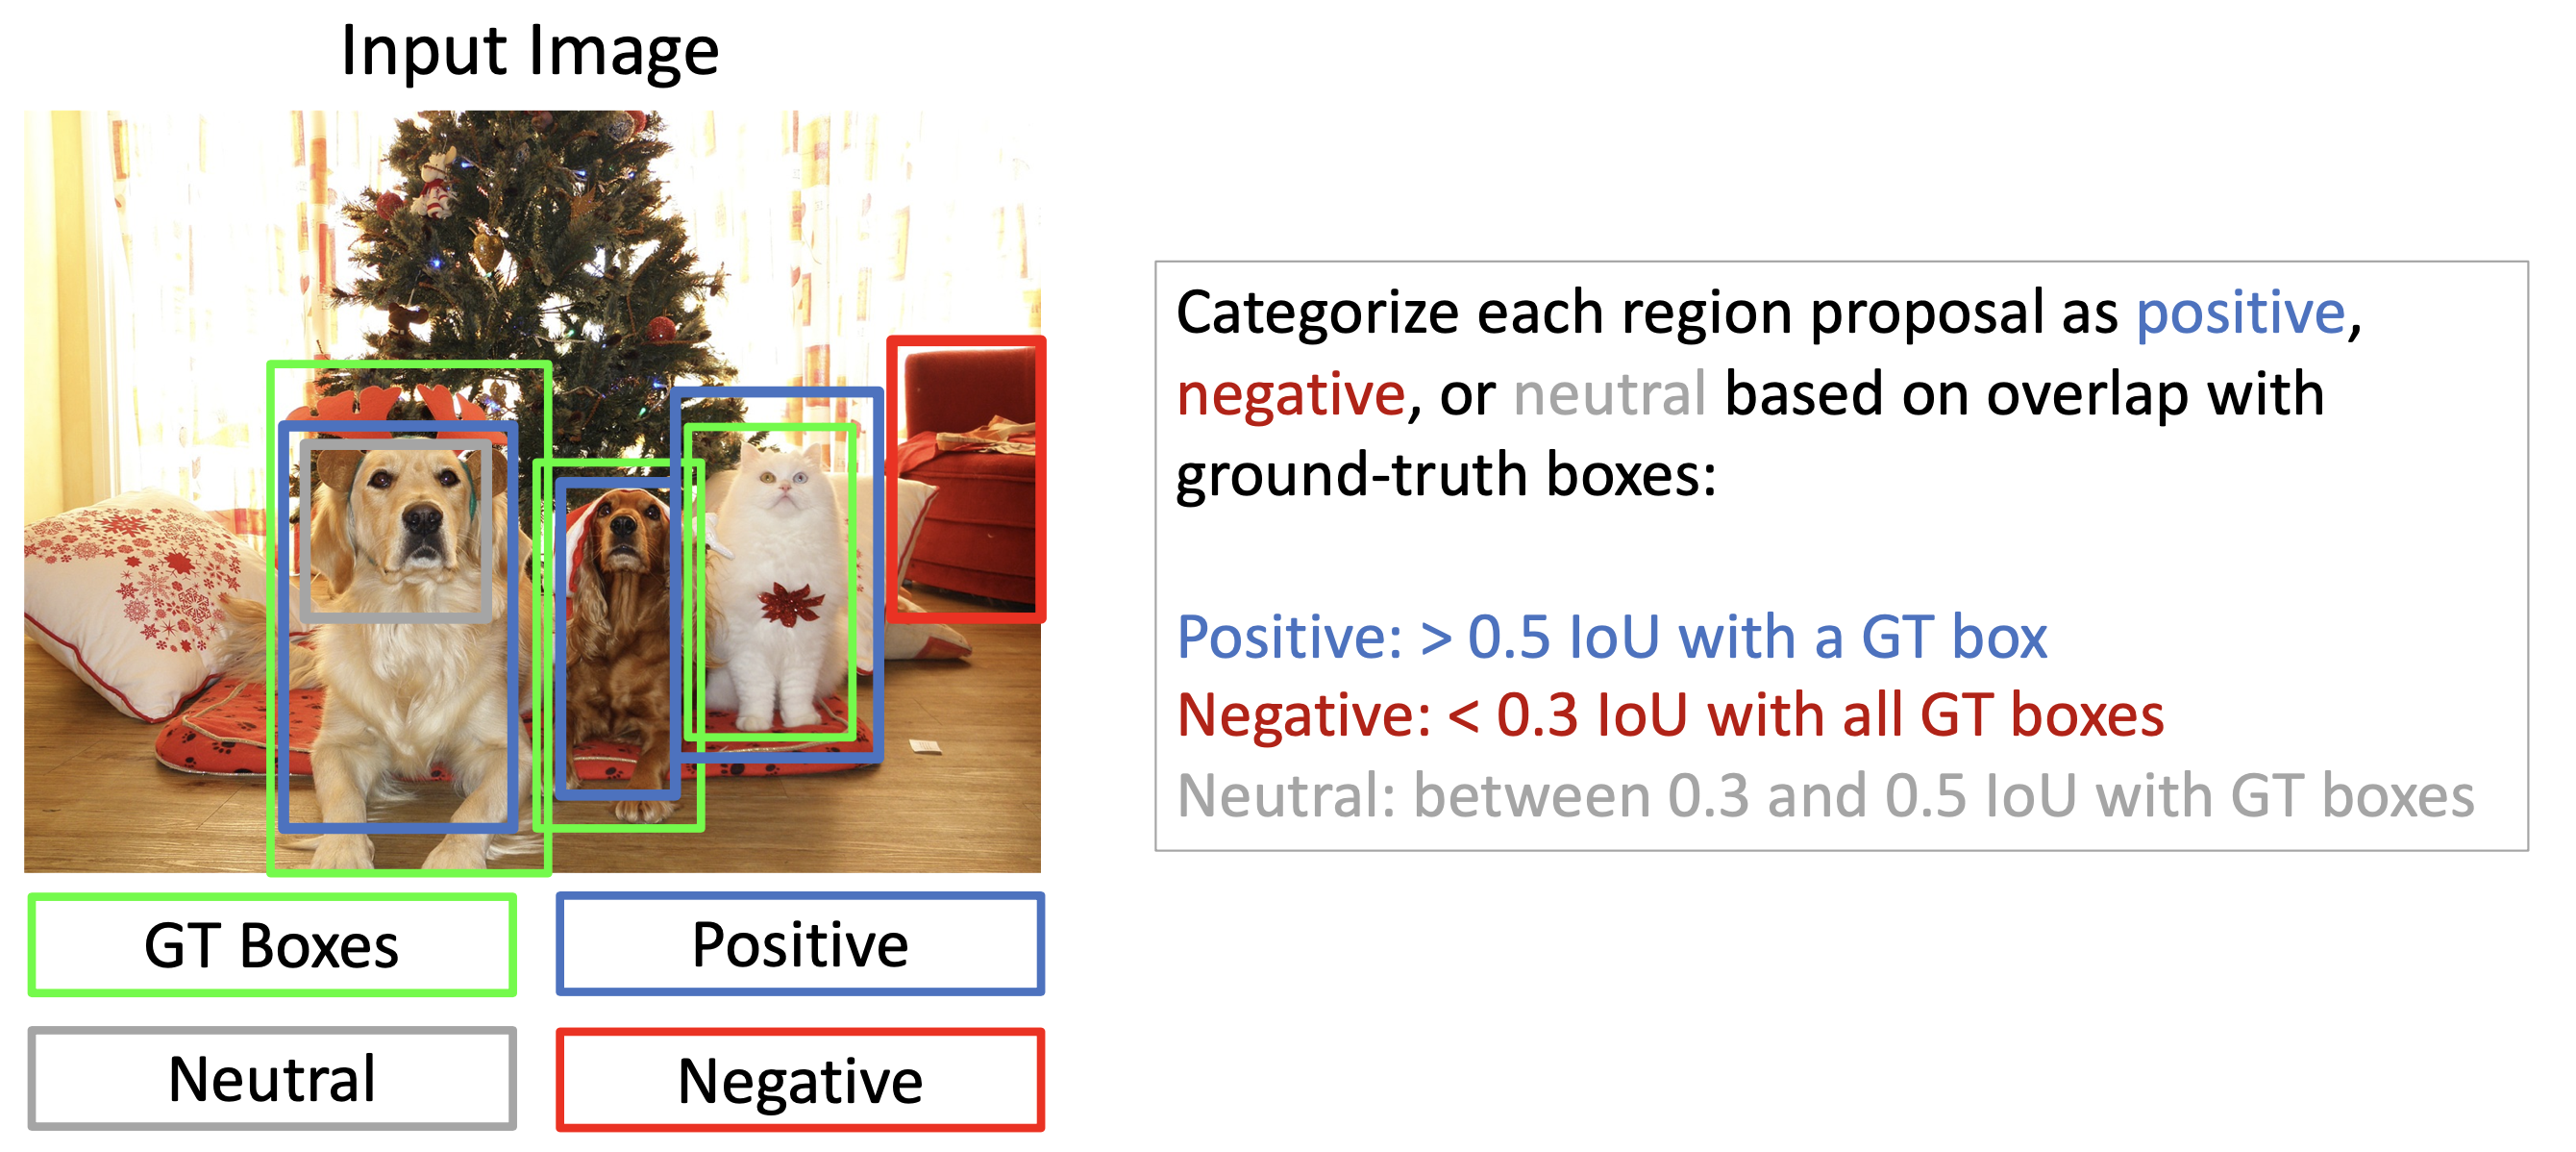 Input Image
Categorize each region proposal as positive,
negative, or neutral based on overlap with
ground-truth boxes:
Positive: > 0.5 IoU with a GT box
Negative: < 0.3 IoU with all GT boxes
Neutral: between 0.3 and 0.5 IoU with GT boxes
GT Boxes
Positive
Neutral
Negative